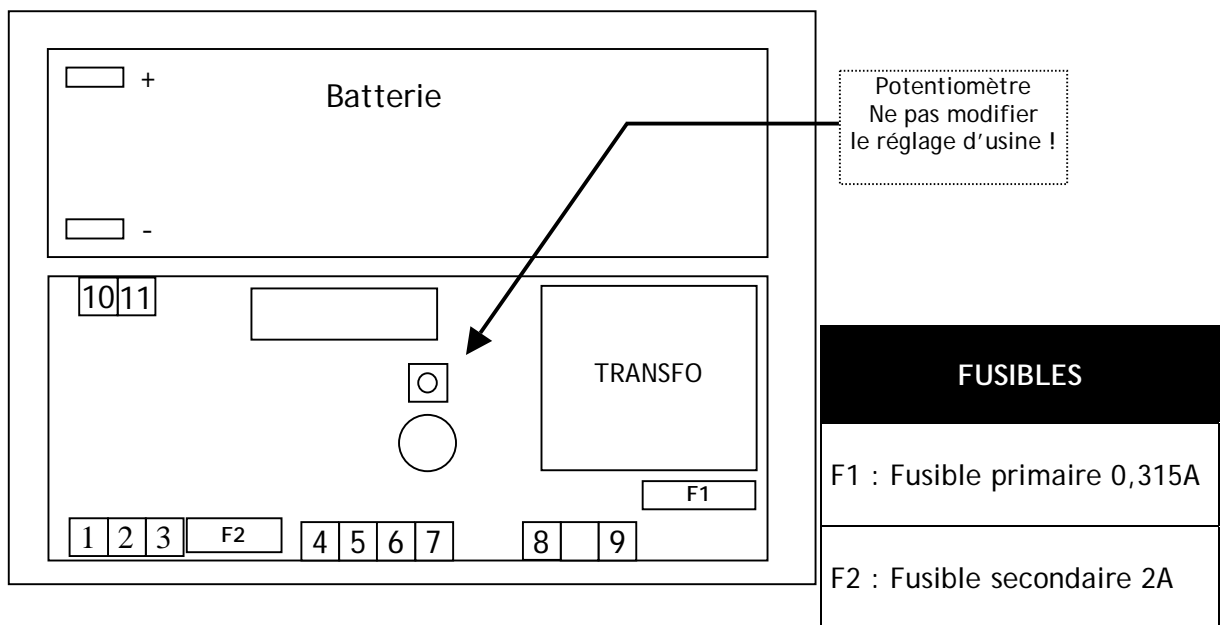 +
Batterie
-
Potentiomètre
Ne pas modifier
le réglage d’usine !
10 11
TRANSFO
F1
1 2 3 F2 4 5 6 7 8 9
FUSIBLES
F1 : Fusible primaire 0,315A
F2 : Fusible secondaire 2A